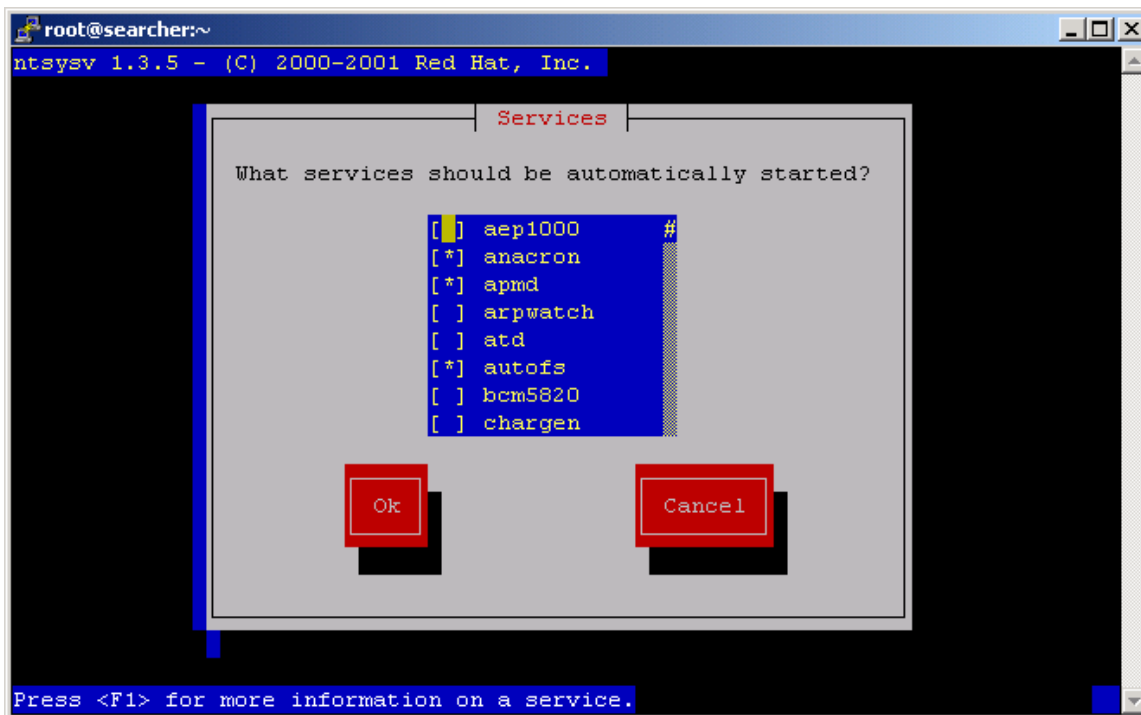 root@searcher:~
ntsysv 1.3.5 - (C) 2000-2001 Red Hat, Inc.
Services
What services should be automatically started?
[ ] aep1000 #
[*] anacron
[*] apmd
[ ] arpwatch
[ ] atd
[*] autofs
[ ] bcm5820
[ ] chargen
Ok Cancel
Press <F1> for more information on a service.